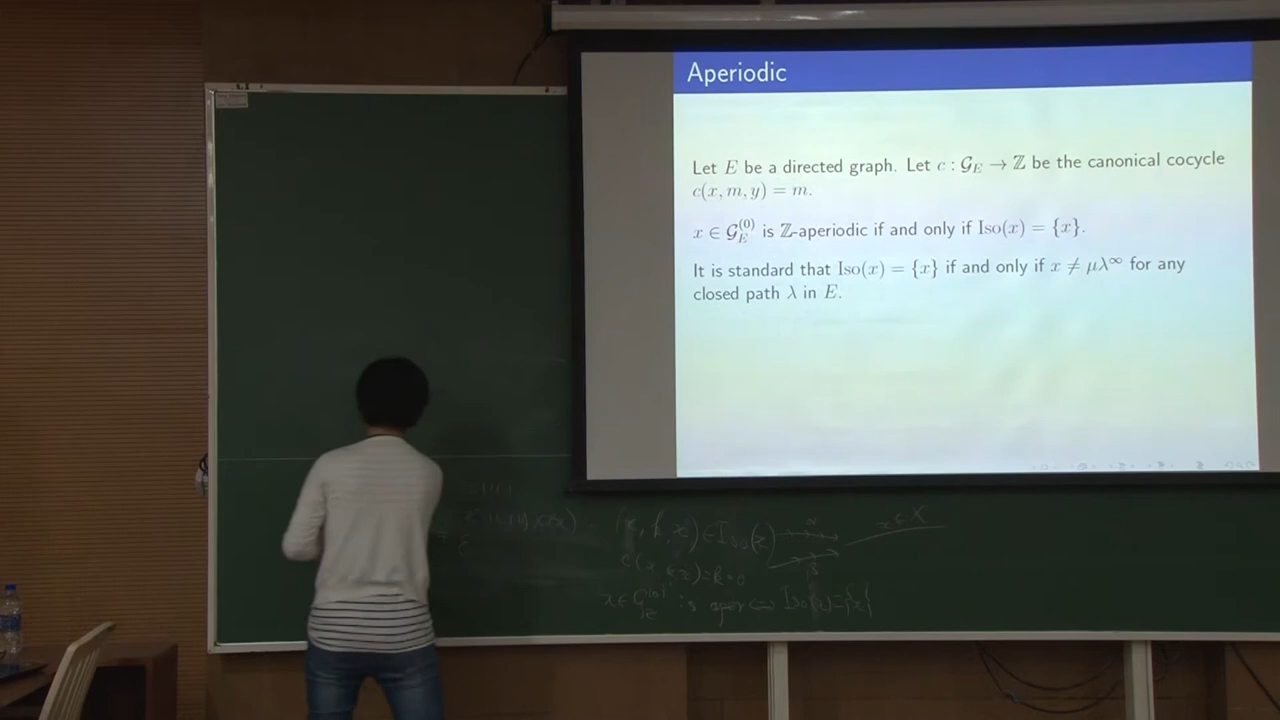 Aperiodic
Let E be a directed graph. Let c : 𝒢_E → ℤ be the canonical cocycle
c(x, m, y) = m.
x ∈ 𝒢_E^(0) is ℤ-aperiodic if and only if Iso(x) = {x}.
It is standard that Iso(x) = {x} if and only if x ≠ μλ^∞ for any
closed path λ in E.
(x, k, x) ∈ Iso(x)
c(x, k, x) = k = 0
is aper ⇔ Iso(x) = {x}